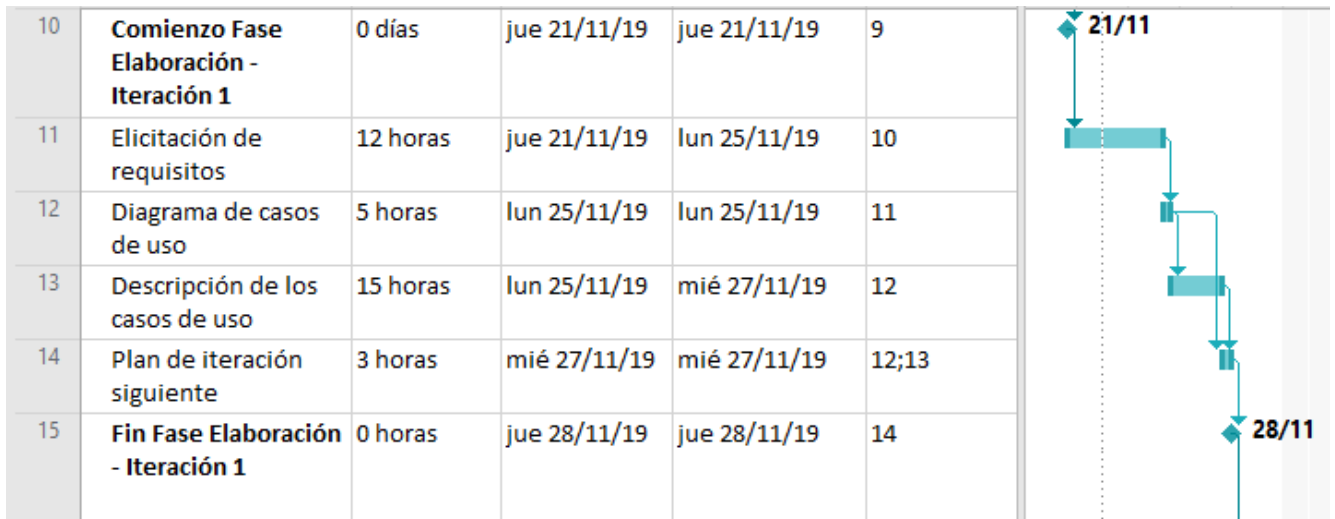 10 Comienzo Fase Elaboración - Iteración 1 0 días jue 21/11/19 jue 21/11/19 9 21/11
11 Elicitación de requisitos 12 horas jue 21/11/19 lun 25/11/19 10
12 Diagrama de casos de uso 5 horas lun 25/11/19 lun 25/11/19 11
13 Descripción de los casos de uso 15 horas lun 25/11/19 mié 27/11/19 12
14 Plan de iteración siguiente 3 horas mié 27/11/19 mié 27/11/19 12;13
15 Fin Fase Elaboración - Iteración 1 0 horas jue 28/11/19 jue 28/11/19 14 28/11